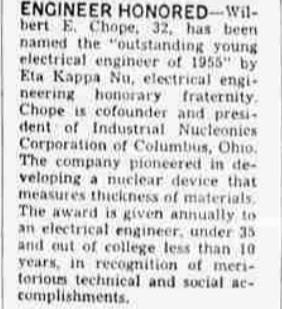 ENGINEER HONORED—Wil-
bert E. Chope, 32, has been
named the "outstanding young
electrical engineer of 1955" by
Eta Kappa Nu, electrical engi-
neering honorary fraternity.
Chope is cofounder and presi-
dent of Industrial Nucleonics
Corporation of Columbus, Ohio.
The company pioneered in de-
veloping a nuclear device that
measures thickness of materials.
The award is given annually to
an electrical engineer, under 35
and out of college less than 10
years, in recognition of meri-
torious technical and social ac-
complishments.